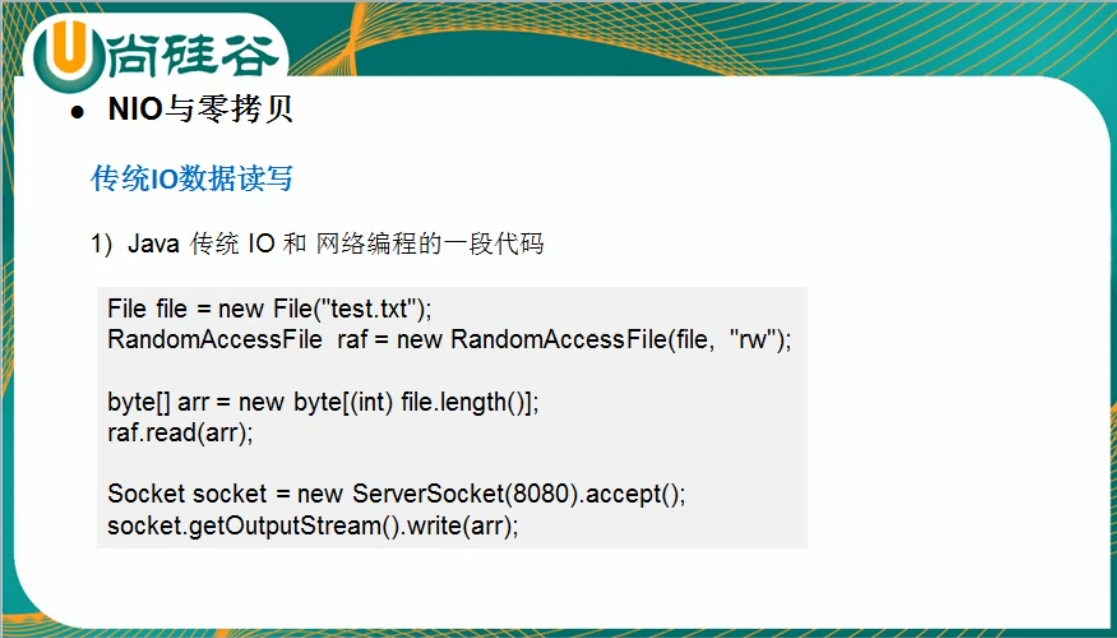 尚硅谷
● NIO与零拷贝
传统IO数据读写
1) Java 传统 IO 和 网络编程的一段代码
File file = new File("test.txt");
RandomAccessFile raf = new RandomAccessFile(file, "rw");
byte[] arr = new byte[(int) file.length()];
raf.read(arr);
Socket socket = new ServerSocket(8080).accept();
socket.getOutputStream().write(arr);